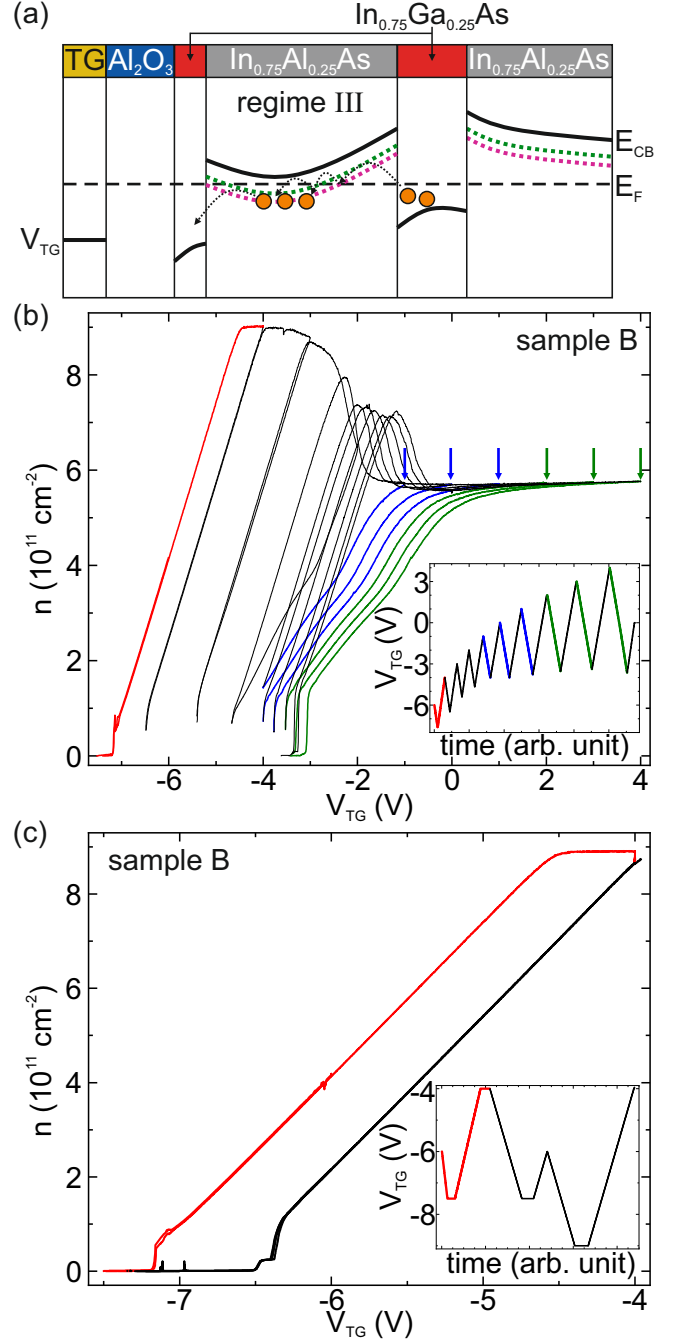 (a)
In0.75Ga0.25As
TG Al2O3 In0.75Al0.25As In0.75Al0.25As
regime III
ECB
EF
VTG
(b)
sample B
8
6
4
2
0
n (10^11 cm^-2)
-6 -4 -2 0 2 4
VTG (V)
3
0
-3
-6
VTG (V)
time (arb. unit)
(c)
sample B
8
6
4
2
0
n (10^11 cm^-2)
-7 -6 -5 -4
VTG (V)
-4
-6
-8
VTG (V)
time (arb. unit)